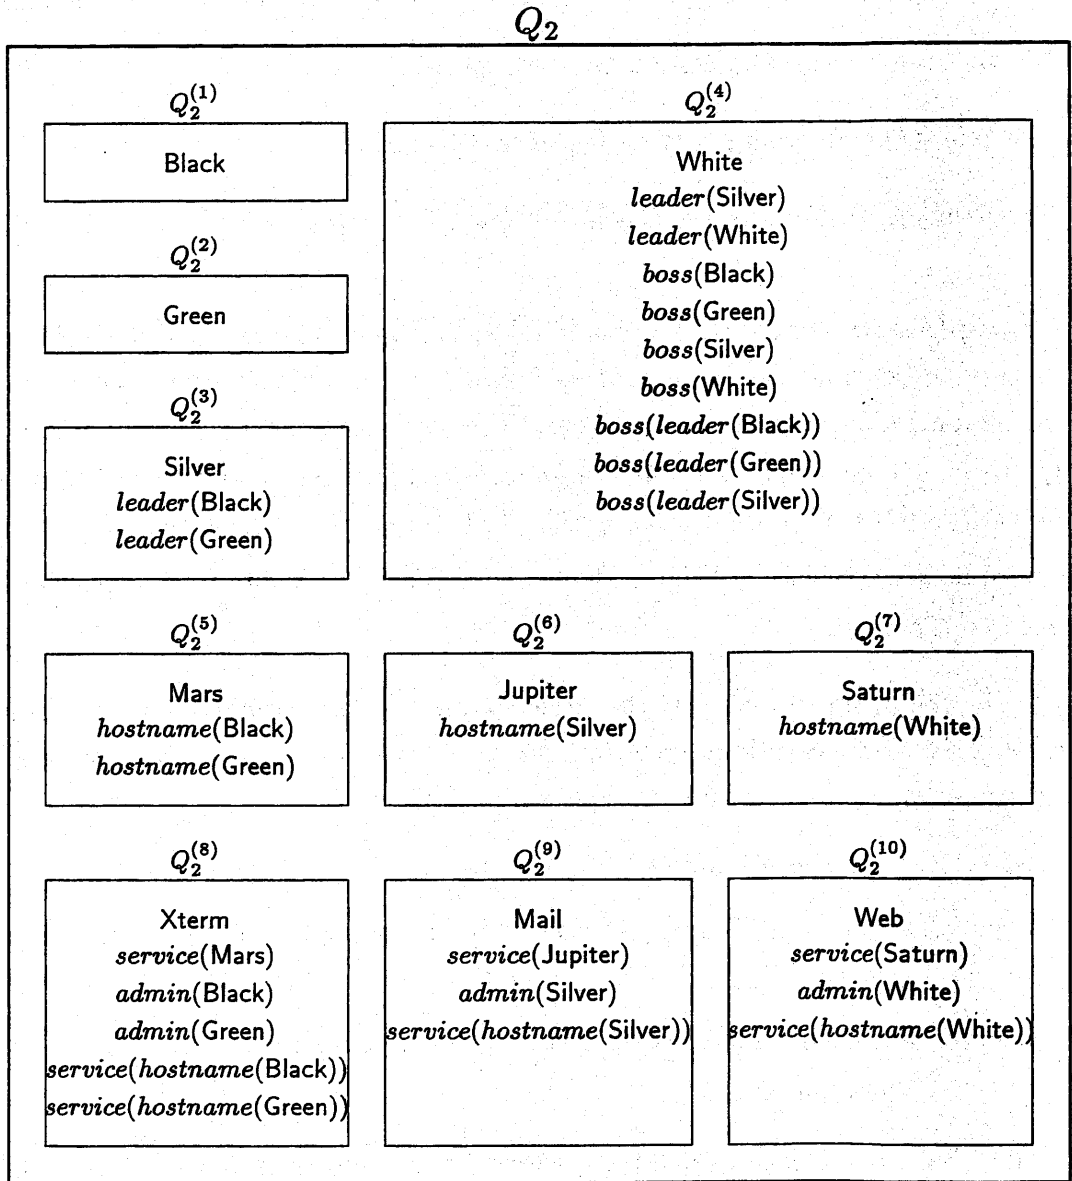 Q₂
Q₂⁽¹⁾
Black
Q₂⁽²⁾
Green
Q₂⁽³⁾
Silver
leader(Black)
leader(Green)
Q₂⁽⁴⁾
White
leader(Silver)
leader(White)
boss(Black)
boss(Green)
boss(Silver)
boss(White)
boss(leader(Black))
boss(leader(Green))
boss(leader(Silver))
Q₂⁽⁵⁾
Mars
hostname(Black)
hostname(Green)
Q₂⁽⁶⁾
Jupiter
hostname(Silver)
Q₂⁽⁷⁾
Saturn
hostname(White)
Q₂⁽⁸⁾
Xterm
service(Mars)
admin(Black)
admin(Green)
service(hostname(Black))
service(hostname(Green))
Q₂⁽⁹⁾
Mail
service(Jupiter)
admin(Silver)
service(hostname(Silver))
Q₂⁽¹⁰⁾
Web
service(Saturn)
admin(White)
service(hostname(White))